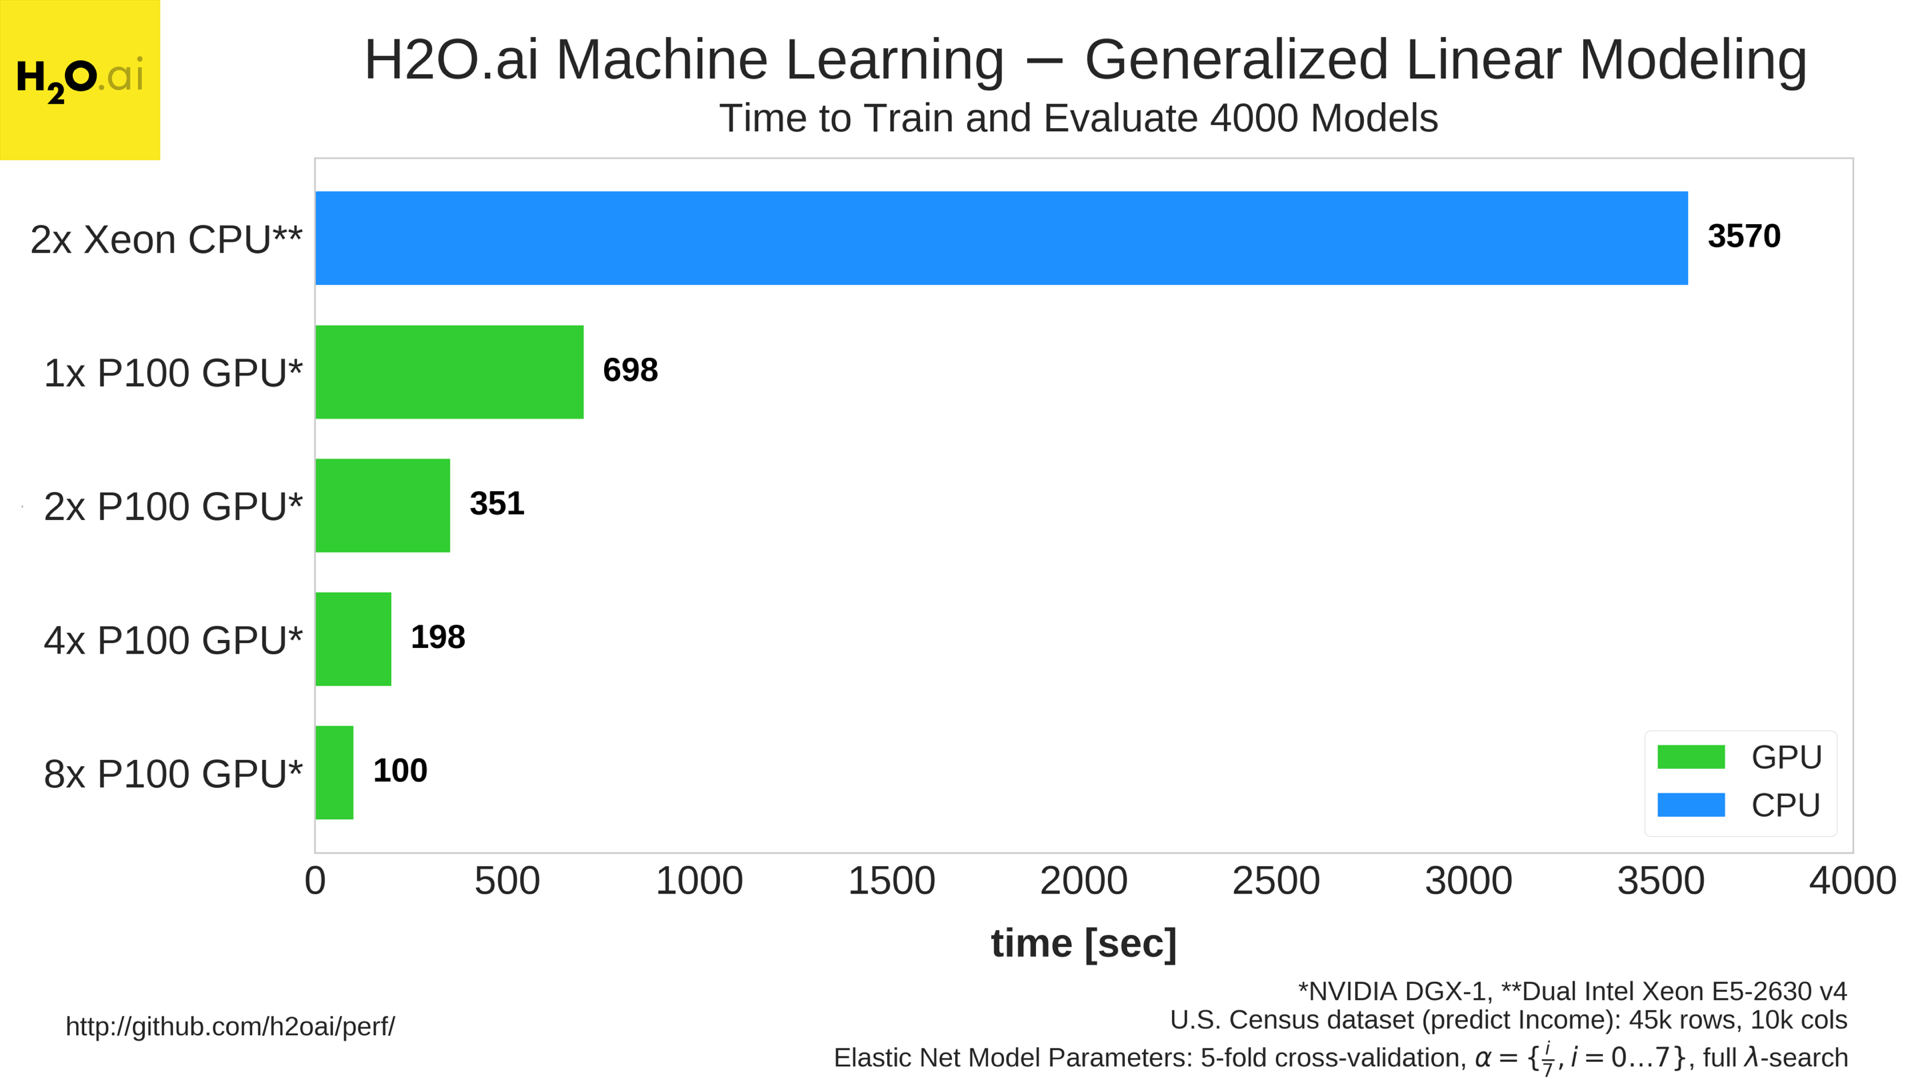 H2O.ai
H2O.ai Machine Learning − Generalized Linear Modeling
Time to Train and Evaluate 4000 Models
2x Xeon CPU** 3570
1x P100 GPU* 698
2x P100 GPU* 351
4x P100 GPU* 198
8x P100 GPU* 100
GPU
CPU
0 500 1000 1500 2000 2500 3000 3500 4000
time [sec]
*NVIDIA DGX-1, **Dual Intel Xeon E5-2630 v4
U.S. Census dataset (predict Income): 45k rows, 10k cols
Elastic Net Model Parameters: 5-fold cross-validation, α = {i/7, i = 0…7}, full λ-search
http://github.com/h2oai/perf/